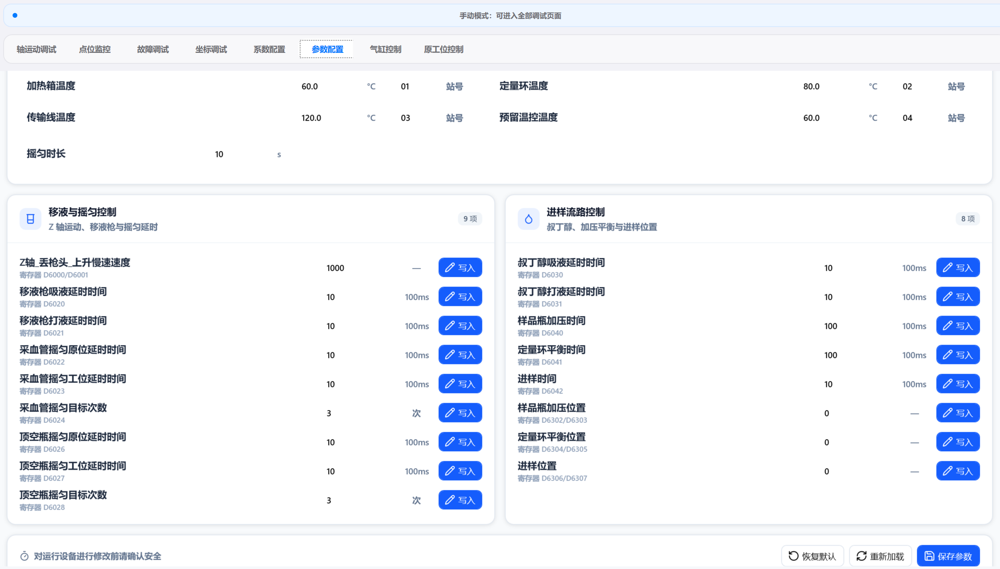 手动模式：可进入全部调试页面
轴运动调试 点位监控 故障调试 坐标调试 系数配置 参数配置 气缸控制 原工位控制
加热箱温度 60.0 °C 01 站号 定量环温度 80.0 °C 02 站号
传输线温度 120.0 °C 03 站号 预留温控温度 60.0 °C 04 站号
摇匀时长 10 s
移液与摇匀控制
Z 轴运动、移液枪与摇匀延时
9 项
Z轴_丢枪头_上升慢速速度 1000 — 写入
寄存器 D6000/D6001
移液枪吸液延时时间 10 100ms 写入
寄存器 D6020
移液枪打液延时时间 10 100ms 写入
寄存器 D6021
采血管摇匀原位延时时间 10 100ms 写入
寄存器 D6022
采血管摇匀工位延时时间 10 100ms 写入
寄存器 D6023
采血管摇匀目标次数 3 次 写入
寄存器 D6024
顶空瓶摇匀原位延时时间 10 100ms 写入
寄存器 D6026
顶空瓶摇匀工位延时时间 10 100ms 写入
寄存器 D6027
顶空瓶摇匀目标次数 3 次 写入
寄存器 D6028
进样流路控制
叔丁醇、加压平衡与进样位置
8 项
叔丁醇吸液延时时间 10 100ms 写入
寄存器 D6030
叔丁醇打液延时时间 10 100ms 写入
寄存器 D6031
样品瓶加压时间 100 100ms 写入
寄存器 D6040
定量环平衡时间 100 100ms 写入
寄存器 D6041
进样时间 10 100ms 写入
寄存器 D6042
样品瓶加压位置 0 — 写入
寄存器 D6302/D6303
定量环平衡位置 0 — 写入
寄存器 D6304/D6305
进样位置 0 — 写入
寄存器 D6306/D6307
对运行设备进行修改前请确认安全 恢复默认 重新加载 保存参数